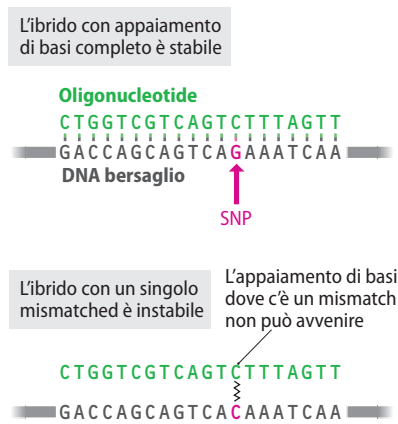 L'ibrido con appaiamento
di basi completo è stabile
Oligonucleotide
CTGGTCGTCAGTCTTTAGTT
GACCAGCAGTCAGAAATCAA
DNA bersaglio
SNP
L'ibrido con un singolo
mismatched è instabile
L'appaiamento di basi
dove c'è un mismatch
non può avvenire
CTGGTCGTCAGTCTTTAGTT
GACCAGCAGTCACAAATCAA